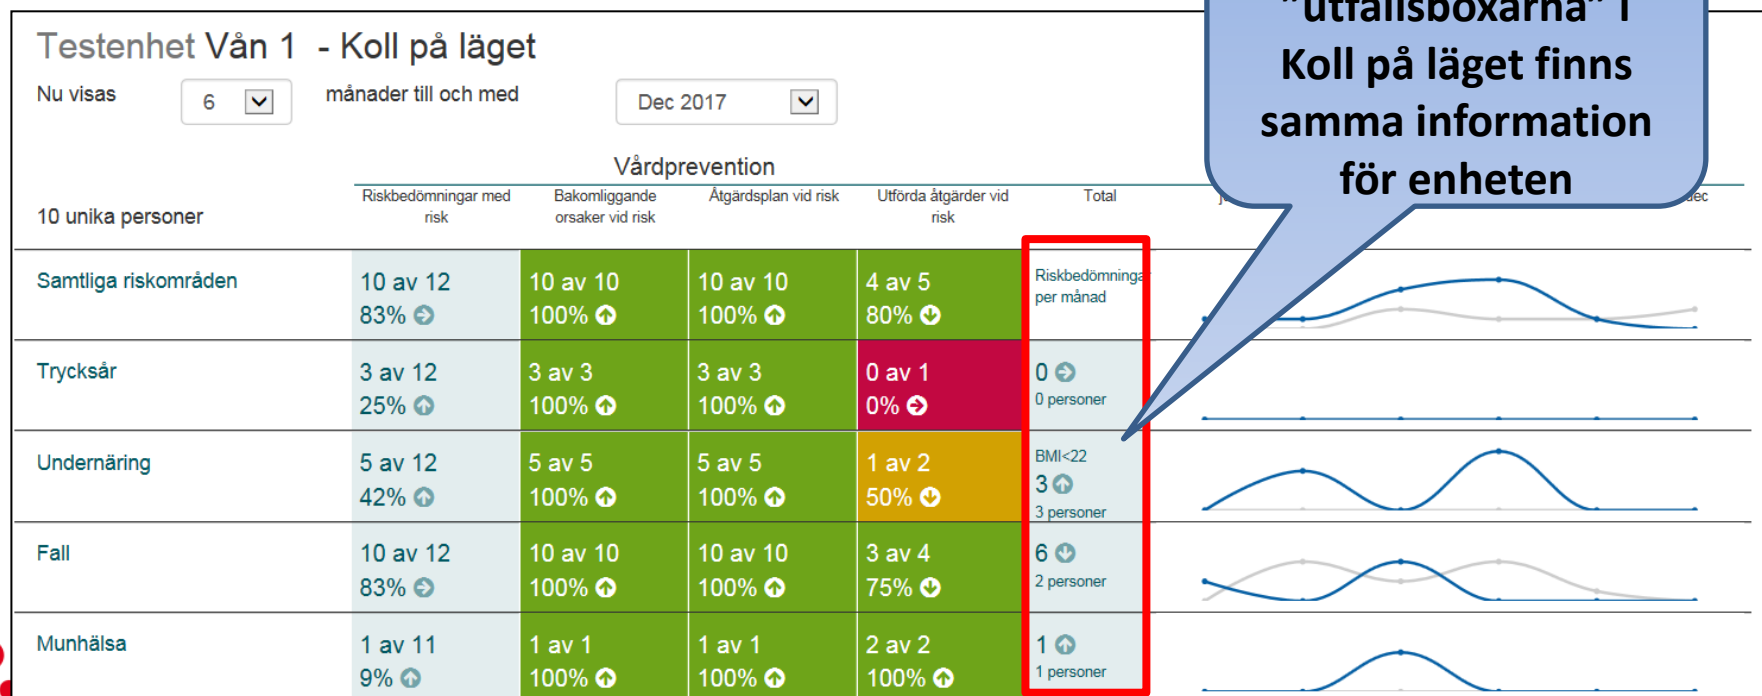 "utfallsboxarna" i
Koll på läget finns
samma information
för enheten
Testenhet Vån 1 - Koll på läget
Nu visas 6 månader till och med Dec 2017
Vårdprevention
10 unika personer
Riskbedömningar med risk
Bakomliggande orsaker vid risk
Åtgärdsplan vid risk
Utförda åtgärder vid risk
Total
dec
Samtliga riskområden
10 av 12
83%
10 av 10
100%
10 av 10
100%
4 av 5
80%
Riskbedömningar
per månad
Trycksår
3 av 12
25%
3 av 3
100%
3 av 3
100%
0 av 1
0%
0
0 personer
Undernäring
5 av 12
42%
5 av 5
100%
5 av 5
100%
1 av 2
50%
BMI<22
3
3 personer
Fall
10 av 12
83%
10 av 10
100%
10 av 10
100%
3 av 4
75%
6
2 personer
Munhälsa
1 av 11
9%
1 av 1
100%
1 av 1
100%
2 av 2
100%
1
1 personer